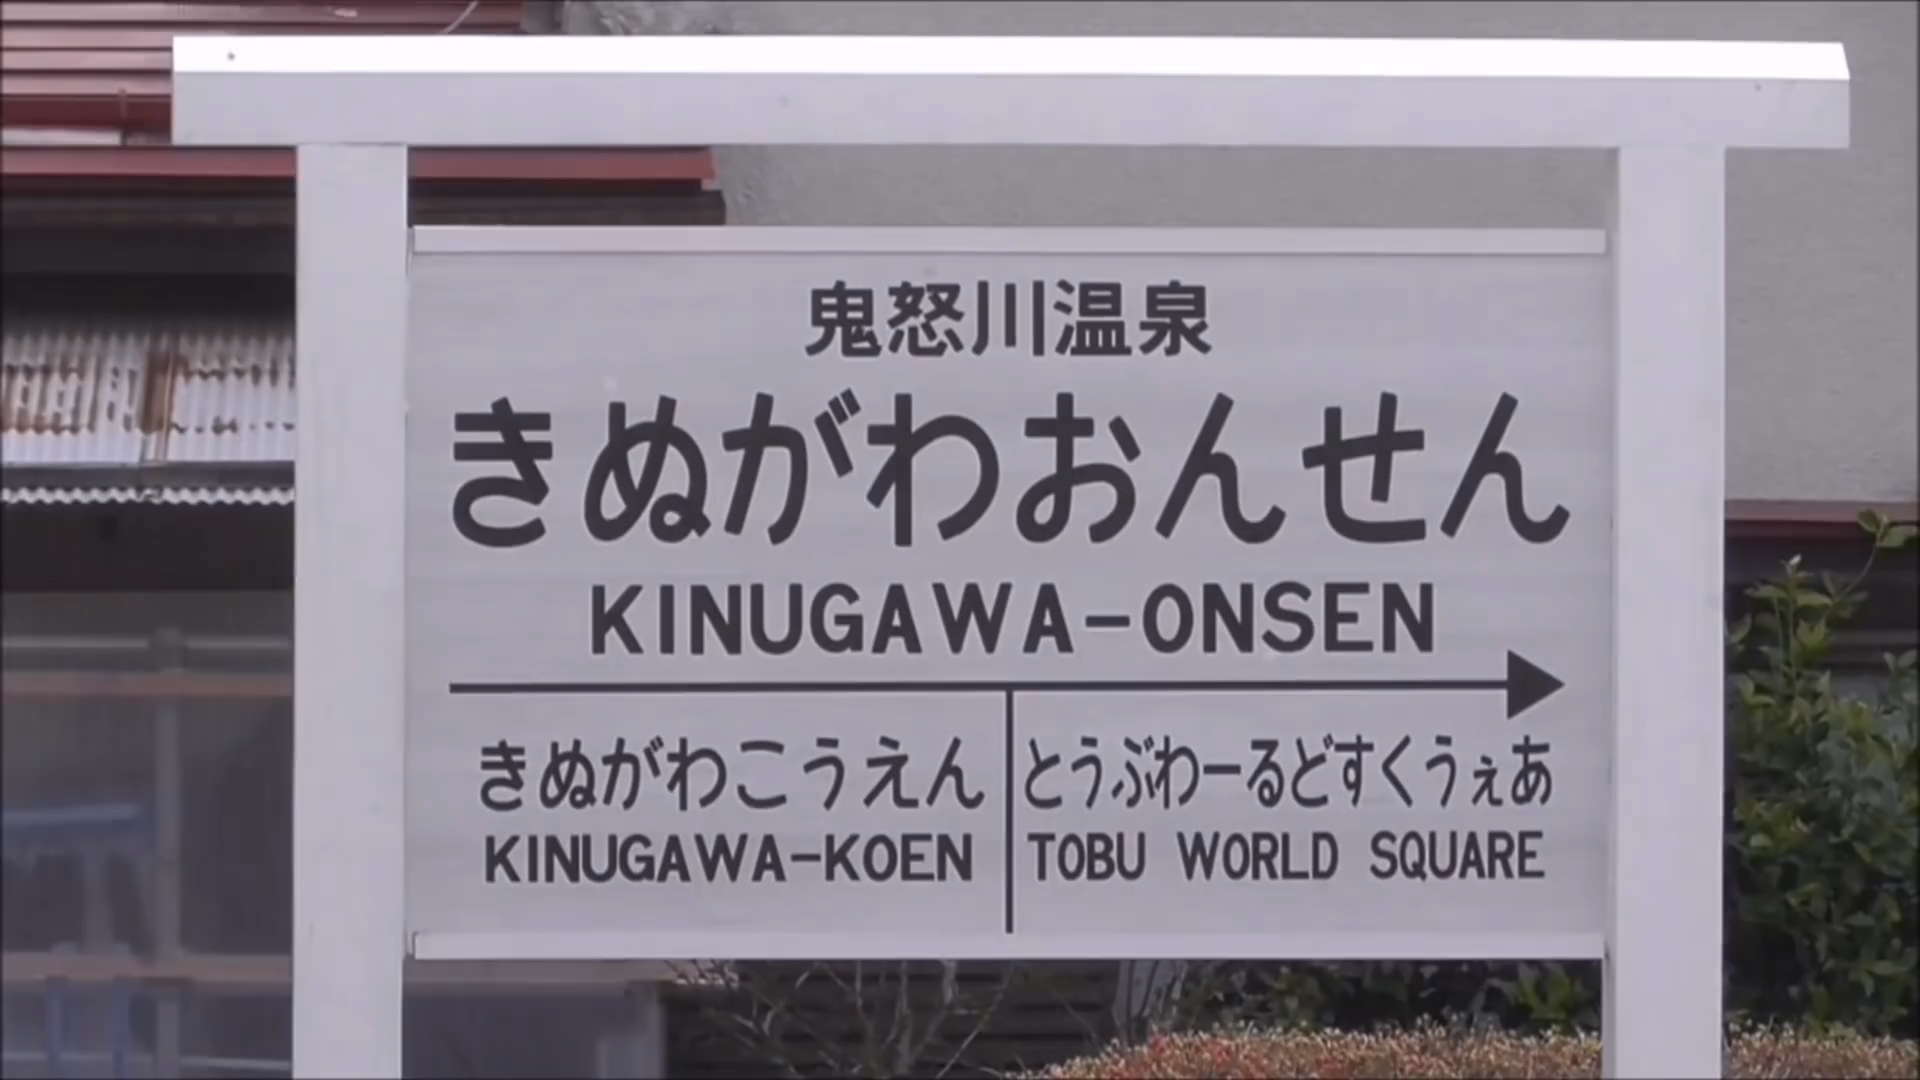 鬼怒川温泉
きぬがわおんせん
KINUGAWA-ONSEN
きぬがわこうえん
KINUGAWA-KOEN
とうぶわーるどすくうぇあ
TOBU WORLD SQUARE